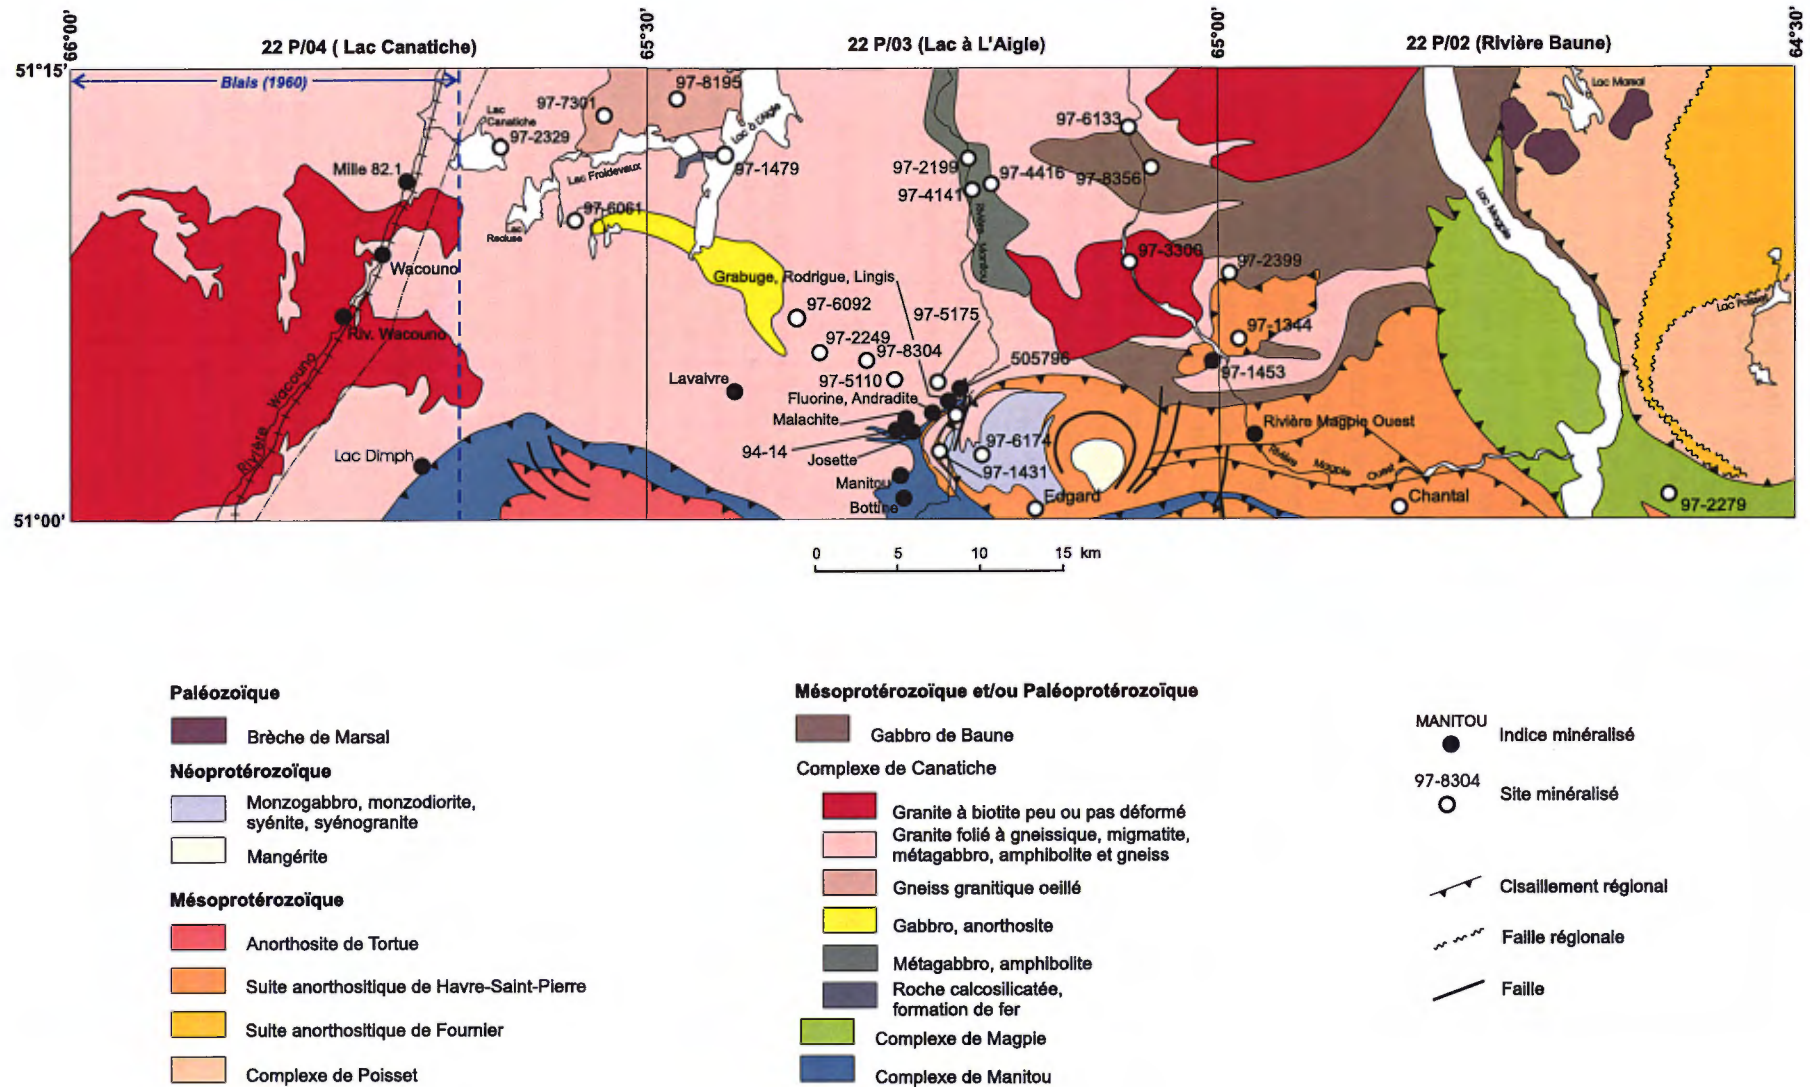 66°00'
65°30'
65°00'
64°30'
22 P/04 ( Lac Canatiche)
22 P/03 (Lac à L'Aigle)
22 P/02 (Rivière Baune)
51°15'
Blais (1960)
97-8195
97-7301
Lac
Canatiche
97-2329
Lac à l'Aigle
97-6133
Lac Marsal
Mille 82.1
Lac Froidevaux
97-1479
97-2199
97-4416
97-8356
97-4141
Lac Magpie
97-6061
Lac
Recluse
Rivière Manitou
Wacouno
Grabuge, Rodrigue, Lingis
97-3306
97-2399
Lac Poisset
97-6092
97-5175
Riv. Wacouno
97-2249
97-8304
97-1344
505796
Rivière Wacouno
Lavaivre
97-5110
97-1453
Fluorine, Andradite
Malachite
Rivière Magpie Ouest
94-14
97-6174
Lac Dimph
Josette
97-1431
Rivière Magpie Ouest
Manitou
Edgard
Chantal
Bottine
97-2279
51°00'
0 5 10 15 km
Paléozoïque
Brèche de Marsal
Néoprotérozoïque
Monzogabbro, monzodiorite,
syénite, syénogranite
Mangérite
Mésoprotérozoïque
Anorthosite de Tortue
Suite anorthositique de Havre-Saint-Pierre
Suite anorthositique de Fournier
Complexe de Poisset
Mésoprotérozoïque et/ou Paléoprotérozoïque
Gabbro de Baune
Complexe de Canatiche
Granite à biotite peu ou pas déformé
Granite folié à gneissique, migmatite,
métagabbro, amphibolite et gneiss
Gneiss granitique oeillé
Gabbro, anorthosite
Métagabbro, amphibolite
Roche calcosilicatée,
formation de fer
Complexe de Magpie
Complexe de Manitou
MANITOU
Indice minéralisé
97-8304
Site minéralisé
Cisaillement régional
Faille régionale
Faille